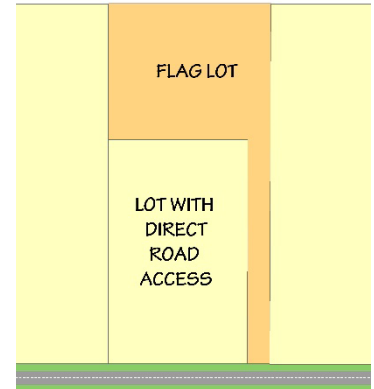 FLAG LOT
LOT WITH
DIRECT
ROAD
ACCESS